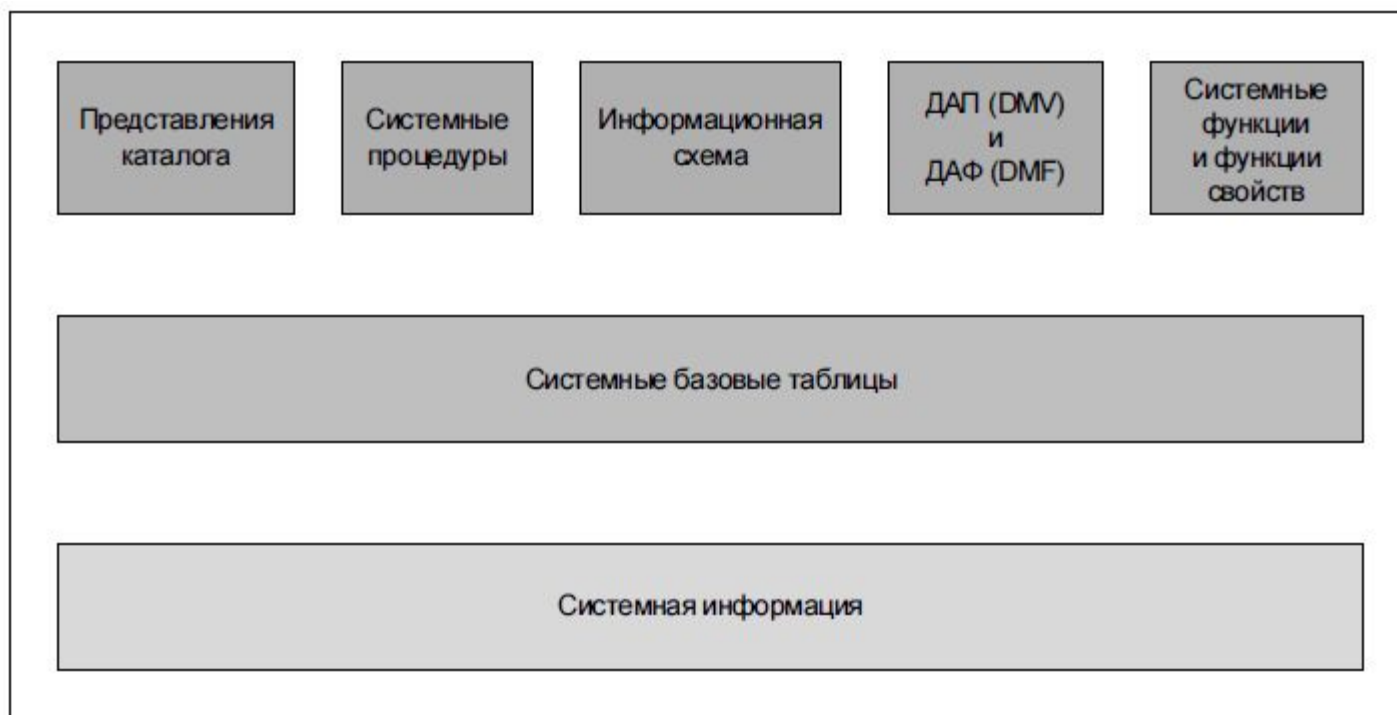 Представления
каталога
Системные
процедуры
Информационная
схема
ДАП (DMV)
и
ДАФ (DMF)
Системные
функции
и функции
свойств
Системные базовые таблицы
Системная информация